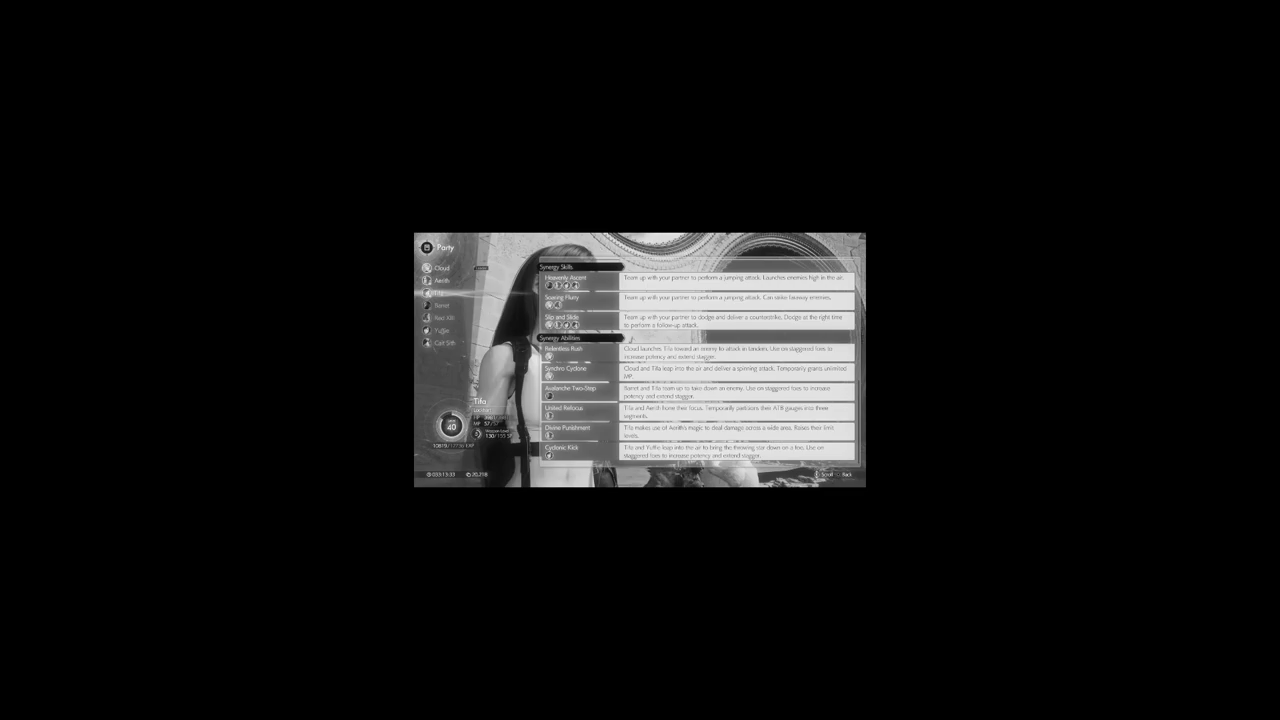 Party
Cloud
Aerith
Tifa
Barret
Red XIII
Yuffie
Cait Sith
Synergy Skills
Heavenly Ascent
Team up with your partner to perform a jumping attack. Launches enemies high in the air.
Soaring Flurry
Team up with your partner to perform a jumping attack. Can strike faraway enemies.
Slip and Slide
Team up with your partner to dodge and deliver a counterstrike. Dodge at the right time
to perform a follow-up attack.
Synergy Abilities
Relentless Rush
Cloud launches Tifa toward an enemy to attack in tandem. Use on staggered foes to
increase potency and extend stagger.
Synchro Cyclone
Cloud and Tifa leap into the air and deliver a spinning attack. Temporarily grants unlimited
MP.
Avalanche Two-Step
Barret and Tifa team up to take down an enemy. Use on staggered foes to increase
potency and extend stagger.
United Refocus
Tifa and Aerith hone their focus. Temporarily partitions their ATB gauges into three
segments.
Divine Punishment
Tifa makes use of Aerith's magic to deal damage across a wide area. Raises their limit
levels.
Cyclonic Kick
Tifa and Yuffie leap into the air to bring the throwing star down on a foe. Use on
staggered foes to increase potency and extend stagger.
Tifa
40
MP 57/57
033:15:33
20,218
Scroll
Back